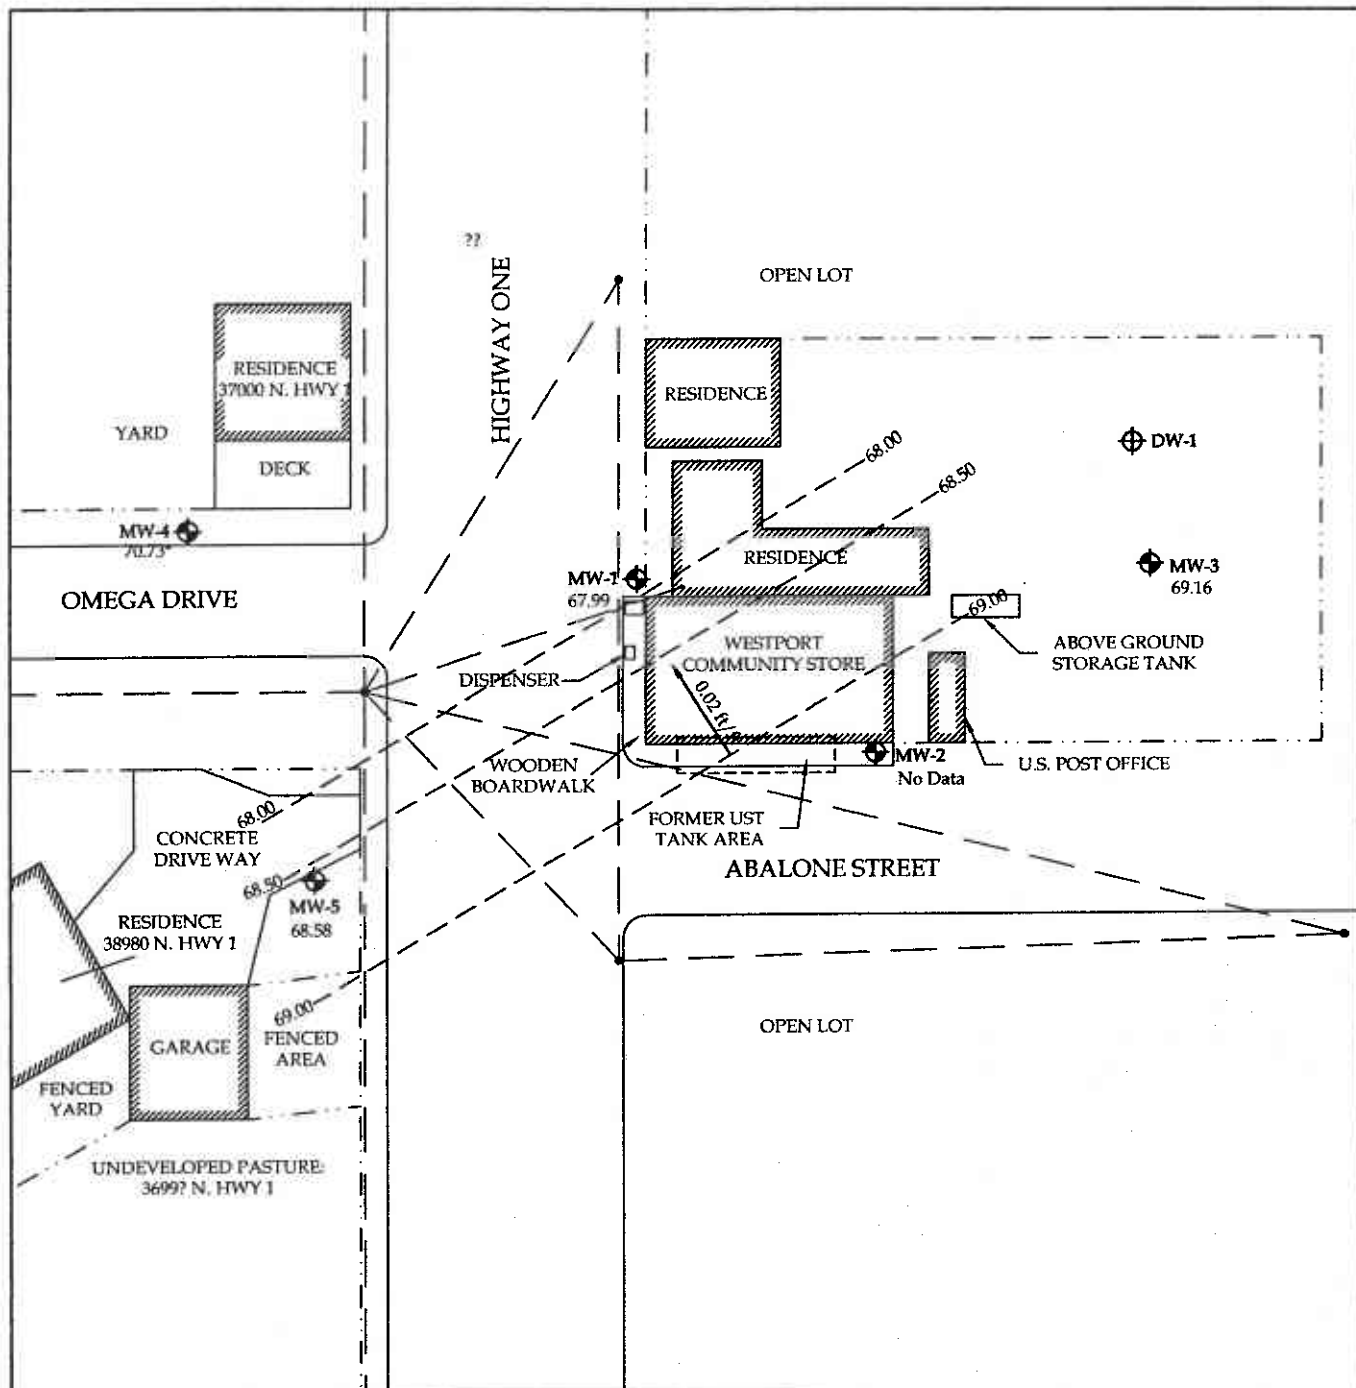 ??
HIGHWAY ONE
OPEN LOT
RESIDENCE
37000 N. HWY 1
YARD
DECK
RESIDENCE
68.00
68.50
DW-1
MW-4
70.73*
MW-1
67.99
RESIDENCE
MW-3
69.16
OMEGA DRIVE
69.00
WESTPORT
COMMUNITY STORE
ABOVE GROUND
STORAGE TANK
DISPENSER
0.02 ft /
MW-2
No Data
U.S. POST OFFICE
WOODEN
BOARDWALK
68.00
FORMER UST
TANK AREA
CONCRETE
DRIVE WAY
ABALONE STREET
68.50
MW-5
68.58
RESIDENCE
38980 N. HWY 1
69.00
FENCED
AREA
GARAGE
OPEN LOT
FENCED
YARD
UNDEVELOPED PASTURE:
3699? N. HWY 1